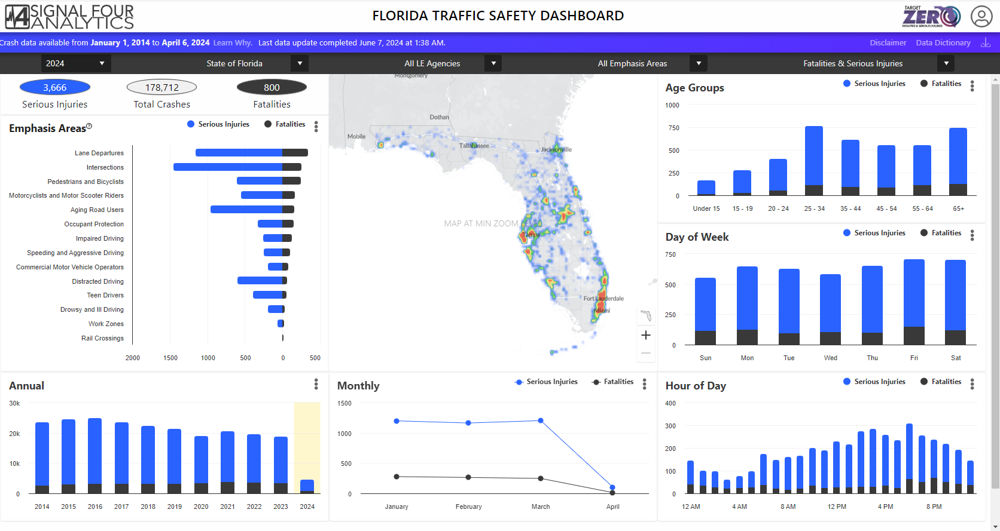 SIGNAL FOUR
ANALYTICS
FLORIDA TRAFFIC SAFETY DASHBOARD
TARGET
ZERO
FATALITIES & SERIOUS INJURIES
Crash data available from January 1, 2014 to April 6, 2024 Learn Why. Last data update completed June 7, 2024 at 1:38 AM.
Disclaimer Data Dictionary
2024 State of Florida All LE Agencies All Emphasis Areas Fatalities & Serious Injuries
3,666 178,712 800
Serious Injuries Total Crashes Fatalities
Emphasis Areas
Serious Injuries Fatalities
Lane Departures
Intersections
Pedestrians and Bicyclists
Motorcyclists and Motor Scooter Riders
Aging Road Users
Occupant Protection
Impaired Driving
Speeding and Aggressive Driving
Commercial Motor Vehicle Operators
Distracted Driving
Teen Drivers
Drowsy and Ill Driving
Work Zones
Rail Crossings
2000 1500 1000 500 0 500
Montgomery
Dothan
Mobile
Tallahassee
Jacksonville
MAP AT MIN ZOOM LEVEL
Tampa
Fort Lauderdale
Miami
+
Age Groups
Serious Injuries Fatalities
1000
750
500
250
0
Under 15 15 - 19 20 - 24 25 - 34 35 - 44 45 - 54 55 - 64 65+
Day of Week
Serious Injuries Fatalities
750
500
250
0
Sun Mon Tue Wed Thu Fri Sat
Annual
30k
20k
10k
0
2014 2015 2016 2017 2018 2019 2020 2021 2022 2023 2024
Monthly
Serious Injuries Fatalities
1500
1000
500
0
January February March April
Hour of Day
Serious Injuries Fatalities
400
300
200
100
0
12 AM 4 AM 8 AM 12 PM 4 PM 8 PM